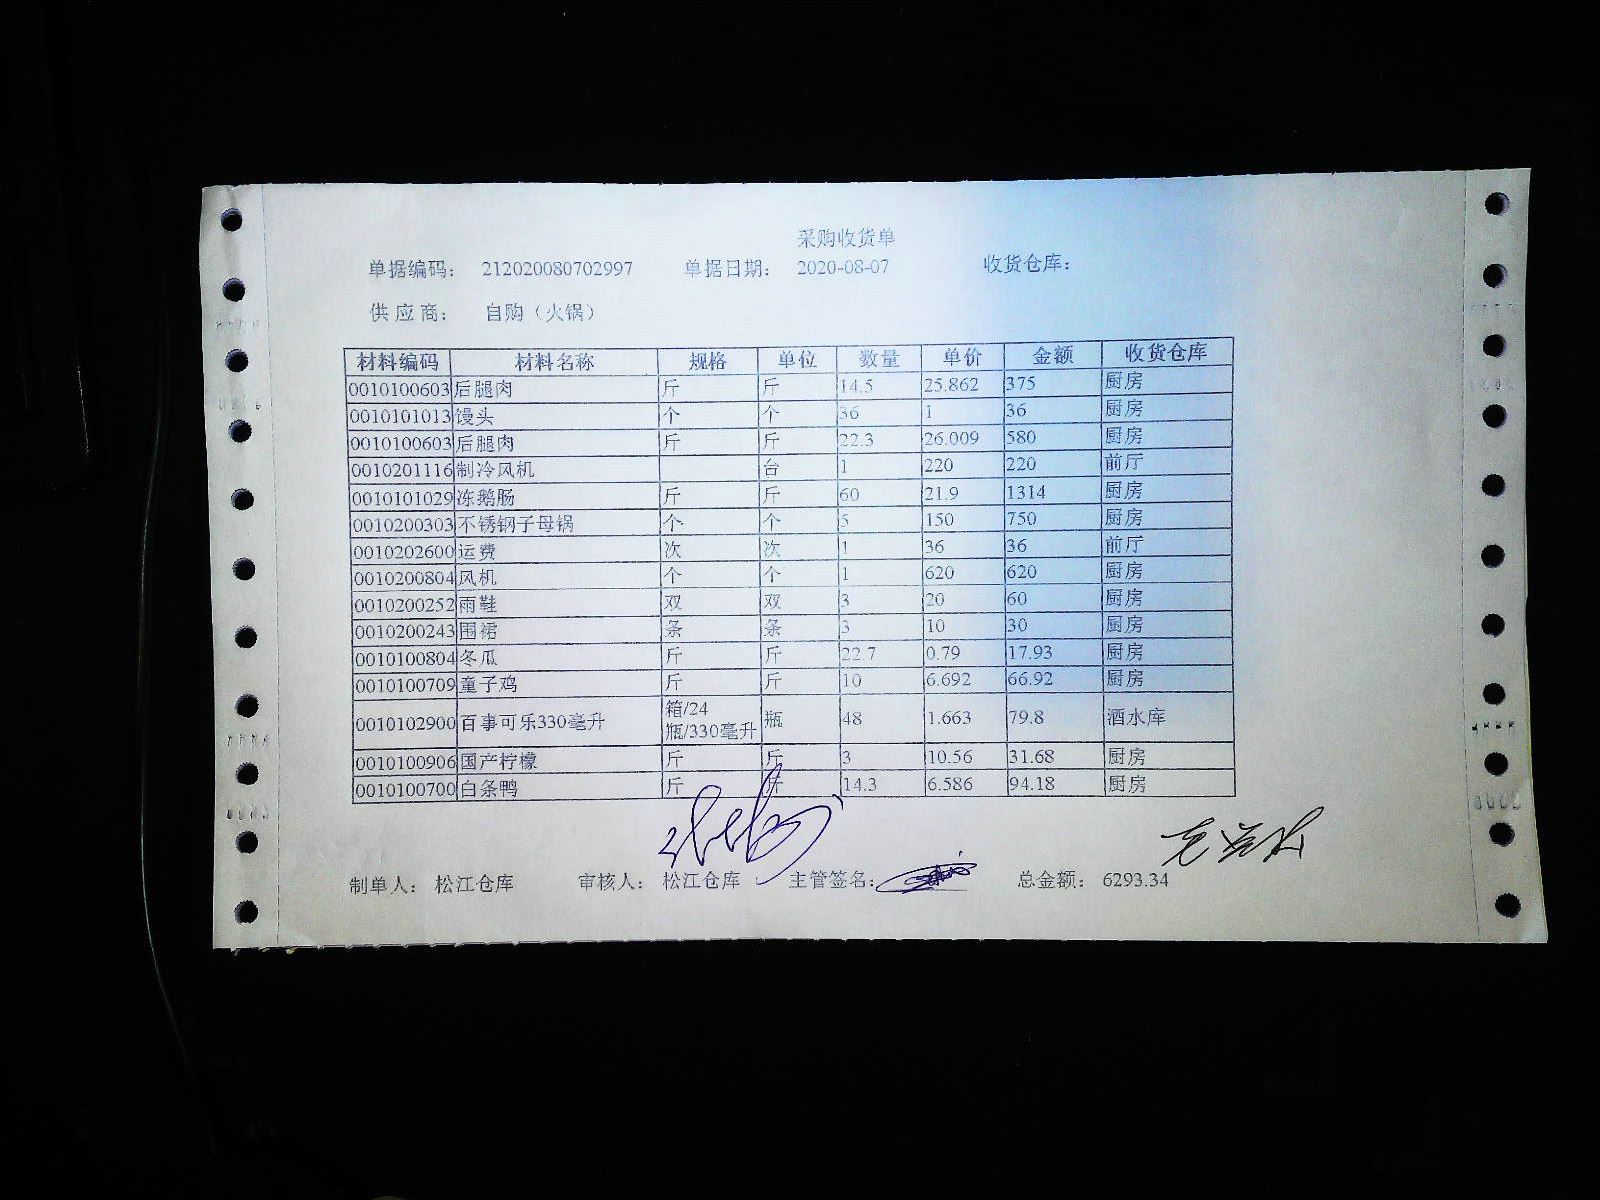 采购收货单
单据编码： 212020080702997 单据日期： 2020-08-07 收货仓库：
供 应 商： 自购（火锅）
材料编码 材料名称 规格 单位 数量 单价 金额 收货仓库
0010100603 后腿肉 斤 斤 14.5 25.862 375 厨房
0010101013 馒头 个 个 36 1 36 厨房
0010100603 后腿肉 斤 斤 22.3 26.009 580 厨房
0010201116 制冷风机 台 1 220 220 前厅
0010101029 冻鹅肠 斤 斤 60 21.9 1314 厨房
0010200303 不锈钢子母锅 个 个 5 150 750 厨房
0010202600 运费 次 次 1 36 36 前厅
0010200804 风机 个 个 1 620 620 厨房
0010200252 雨鞋 双 双 3 20 60 厨房
0010200243 围裙 条 条 3 10 30 厨房
0010100804 冬瓜 斤 斤 22.7 0.79 17.93 厨房
0010100709 童子鸡 斤 斤 10 6.692 66.92 厨房
0010102900 百事可乐330毫升 箱/24 瓶/330毫升 瓶 48 1.663 79.8 酒水库
0010100906 国产柠檬 斤 斤 3 10.56 31.68 厨房
0010100700 白条鸭 斤 斤 14.3 6.586 94.18 厨房
制单人： 松江仓库 审核人： 松江仓库 主管签名： 总金额： 6293.34